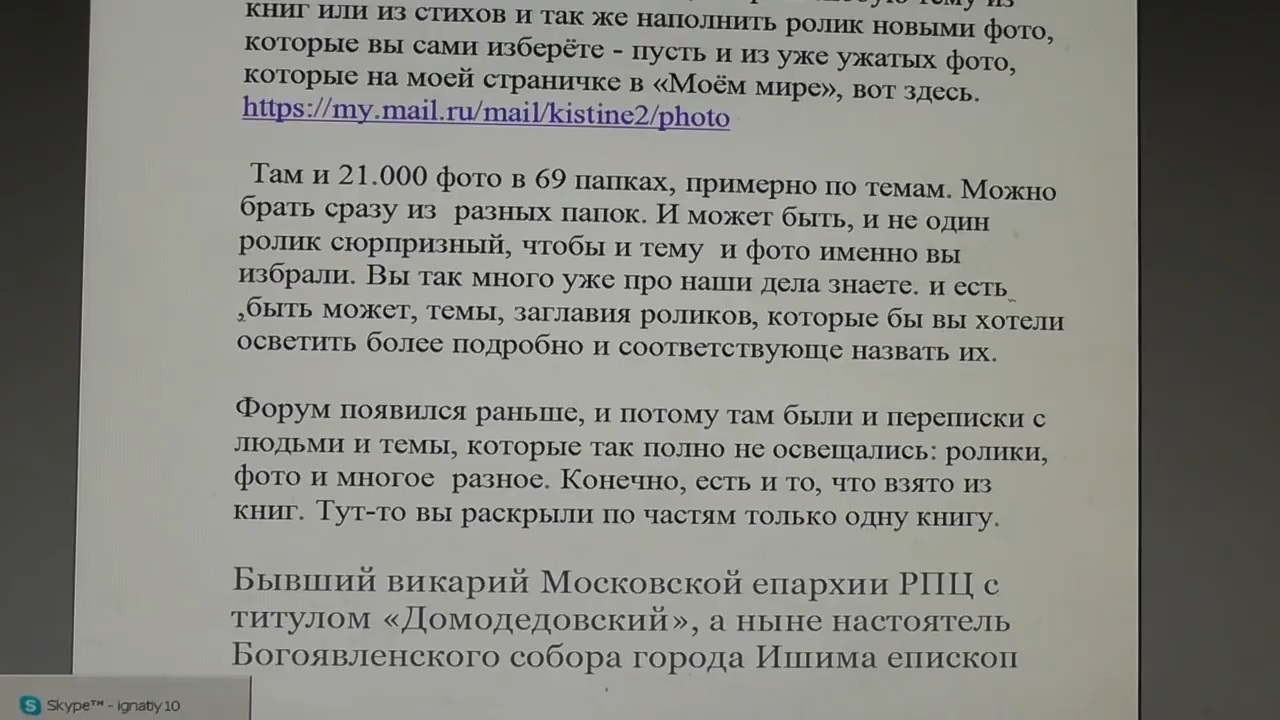 книг или из стихов и так же наполнить ролик новыми фото,
которые вы сами изберёте - пусть и из уже ужатых фото,
которые на моей страничке в «Моём мире», вот здесь.
https://my.mail.ru/mail/kistine2/photo
Там и 21.000 фото в 69 папках, примерно по темам. Можно
брать сразу из разных папок. И может быть, и не один
ролик сюрпризный, чтобы и тему и фото именно вы
избрали. Вы так много уже про наши дела знаете. и есть
,быть может, темы, заглавия роликов, которые бы вы хотели
осветить более подробно и соответствующе назвать их.
Форум появился раньше, и потому там были и переписки с
людьми и темы, которые так полно не освещались: ролики,
фото и многое разное. Конечно, есть и то, что взято из
книг. Тут-то вы раскрыли по частям только одну книгу.
Бывший викарий Московской епархии РПЦ с
титулом «Домодедовский», а ныне настоятель
Богоявленского собора города Ишима епископ
Skype™ - ignatiy10